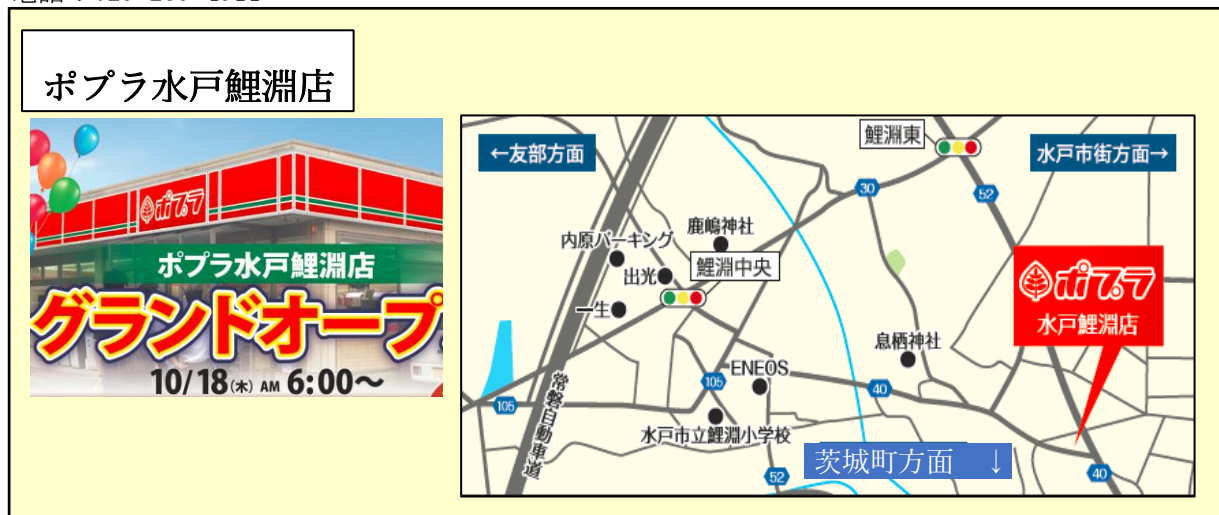 ポプラ水戸鯉淵店
ポプラ
ポプラ水戸鯉淵店
グランドオープ
10/18(木) AM 6:00～
←友部方面
鯉淵東
水戸市街方面→
30
52
鹿嶋神社
内原パーキング
鯉淵中央
出光
一生
ポプラ
水戸鯉淵店
息栖神社
ENEOS
105
40
105
常磐自動車道
水戸市立鯉淵小学校
茨城町方面 ↓
52
40